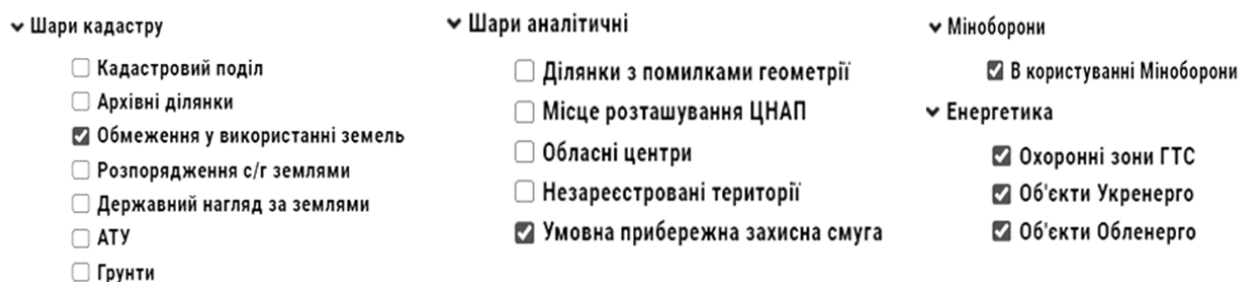 Шари кадастру
Кадастровий поділ
Архівні ділянки
Обмеження у використанні земель
Розпорядження с/г землями
Державний нагляд за землями
АТУ
Грунти
Шари аналітичні
Ділянки з помилками геометрії
Місце розташування ЦНАП
Обласні центри
Незареєстровані території
Умовна прибережна захисна смуга
Міноборони
В користуванні Міноборони
Енергетика
Охоронні зони ГТС
Об'єкти Укренерго
Об'єкти Обленерго